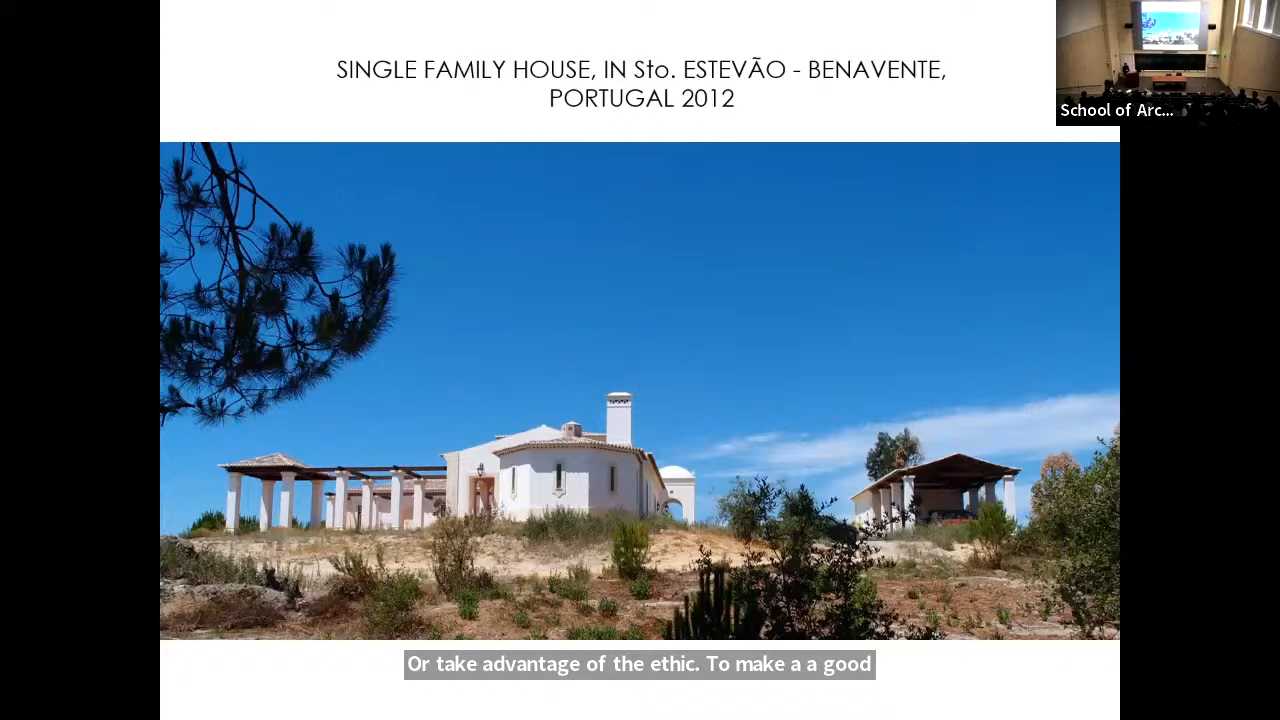 SINGLE FAMILY HOUSE, IN Sto. ESTEVÃO - BENAVENTE,
PORTUGAL 2012
School of Arc...
Or take advantage of the ethic. To make a a good